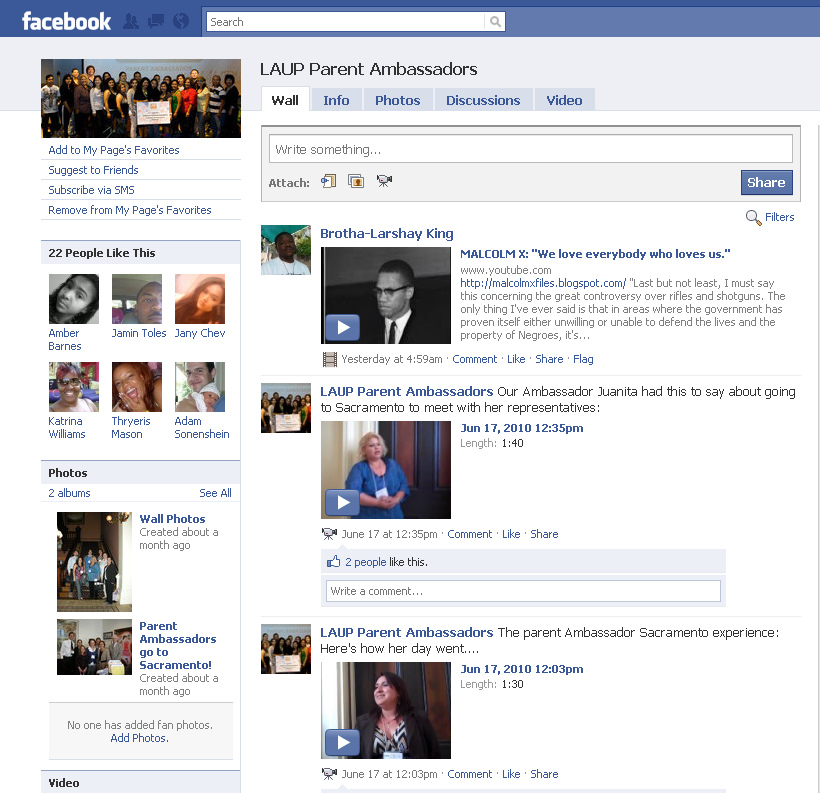 facebook
Search
LAUP Parent Ambassadors
Wall Info Photos Discussions Video
Add to My Page's Favorites
Suggest to Friends
Subscribe via SMS
Remove from My Page's Favorites
22 People Like This
Amber
Barnes
Jamin Toles
Jany Chev
Katrina
Williams
Thryeris
Mason
Adam
Sonenshein
Photos
2 albums See All
Wall Photos
Created about a
month ago
Parent
Ambassadors
go to
Sacramento!
Created about a
month ago
No one has added fan photos.
Add Photos.
Video
Write something...
Attach:
Share
Filters
Brotha-Larshay King
MALCOLM X: "We love everybody who loves us."
www.youtube.com
http://malcolmxfiles.blogspot.com/ "Last but not least, I must say
this concerning the great controversy over rifles and shotguns. The
only thing I've ever said is that in areas where the government has
proven itself either unwilling or unable to defend the lives and the
property of Negroes, it's...
Yesterday at 4:59am · Comment · Like · Share · Flag
LAUP Parent Ambassadors Our Ambassador Juanita had this to say about going
to Sacramento to meet with her representatives:
Jun 17, 2010 12:35pm
Length: 1:40
June 17 at 12:35pm · Comment · Like · Share
2 people like this.
Write a comment...
LAUP Parent Ambassadors The parent Ambassador Sacramento experience:
Here's how her day went....
Jun 17, 2010 12:03pm
Length: 1:30
June 17 at 12:03pm · Comment · Like · Share